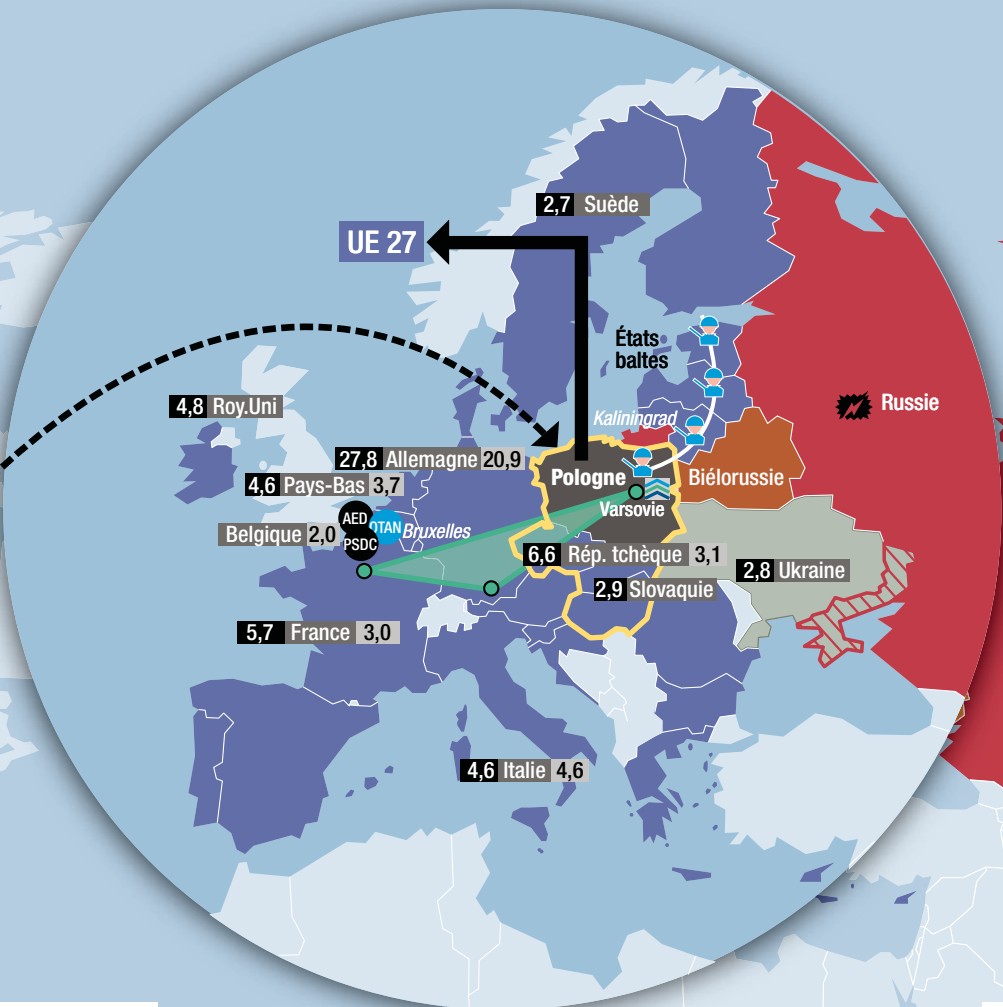 2,7 Suède
UE 27
États
baltes
Russie
4,8 Roy.Uni
Kaliningrad
27,8 Allemagne 20,9
Pologne
Biélorussie
4,6 Pays-Bas 3,7
Varsovie
AED
OTAN
Bruxelles
Belgique 2,0
PSDC
6,6 Rép. tchèque 3,1
2,8 Ukraine
2,9 Slovaquie
5,7 France 3,0
4,6 Italie 4,6